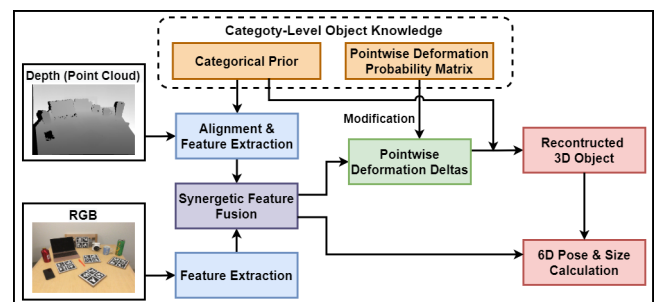 Categoty-Level Object Knowledge
Categorical Prior
Pointwise Deformation
Probability Matrix
Depth (Point Cloud)
Modification
Alignment &
Feature Extraction
Pointwise
Deformation Deltas
Recontructed
3D Object
Synergetic Feature
Fusion
RGB
Feature Extraction
6D Pose & Size
Calculation